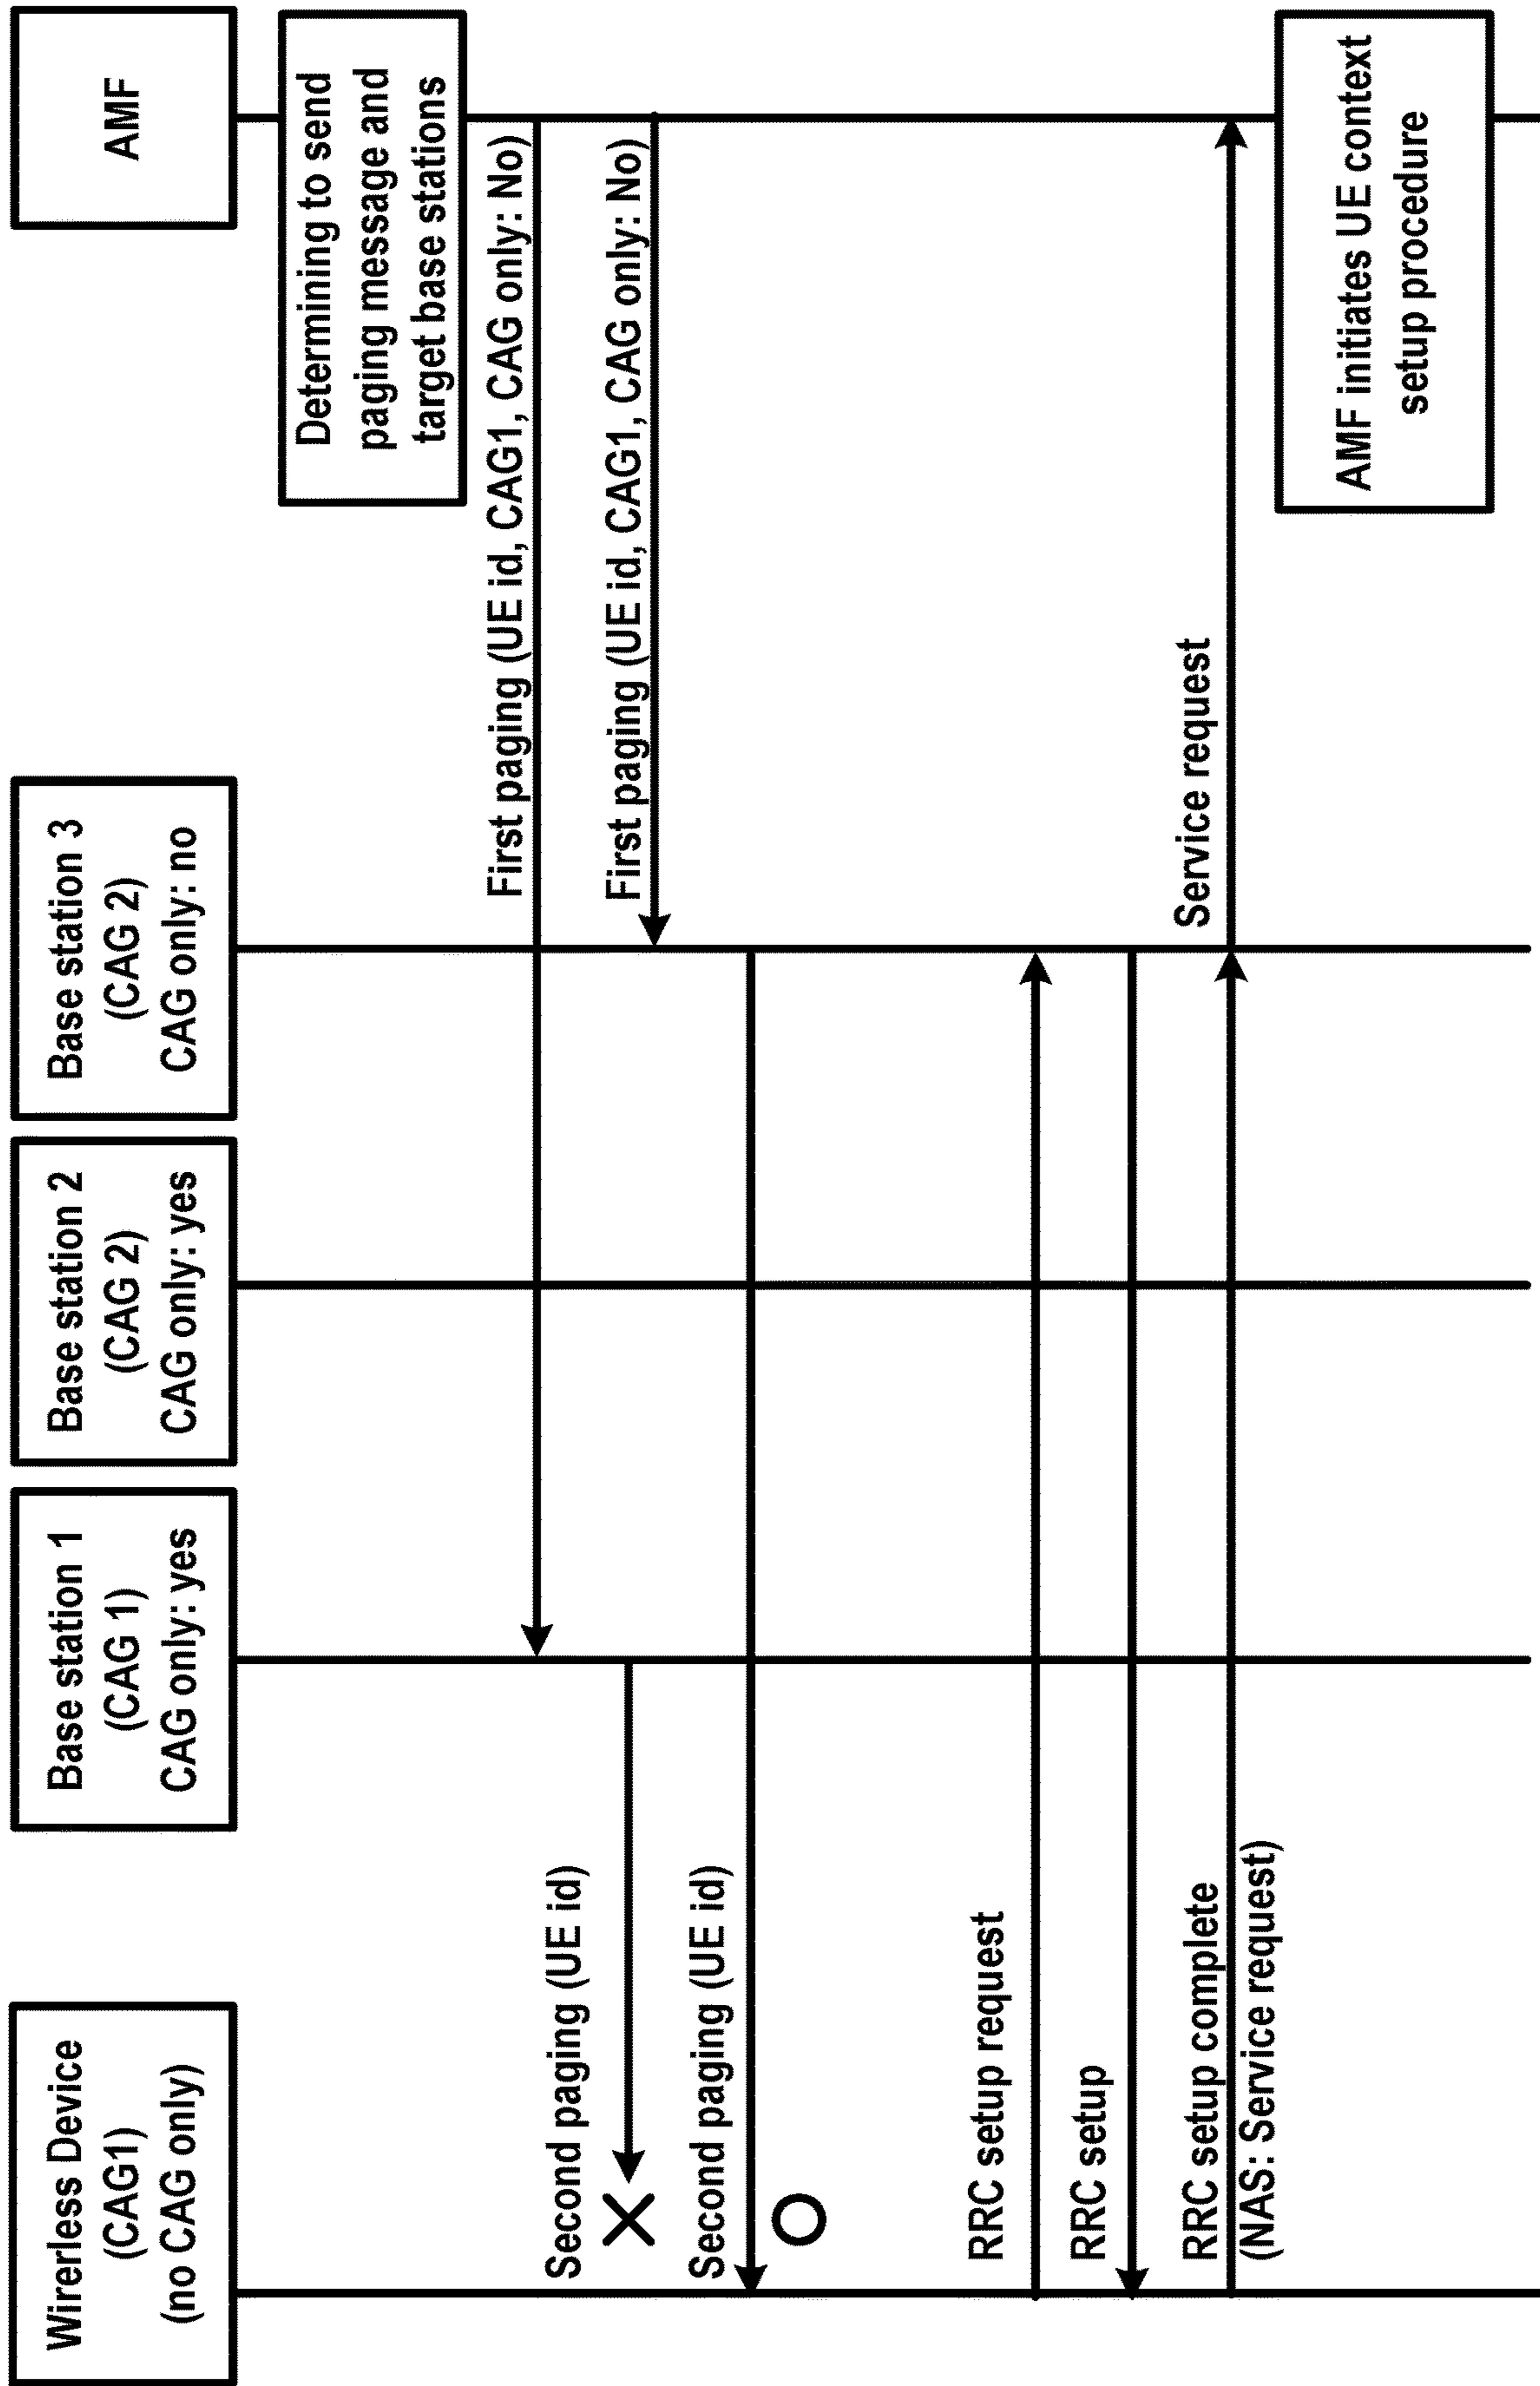 Wirerless Device
(CAG1)
(no CAG only)
Base station 1
(CAG 1)
CAG only: yes
Base station 2
(CAG 2)
CAG only: yes
Base station 3
(CAG 2)
CAG only: no
AMF
Determining to send
paging message and
target base stations
First paging (UE id, CAG1, CAG only: No)
Second paging (UE id)
First paging (UE id, CAG1, CAG only: No)
Second paging (UE id)
RRC setup request
RRC setup
RRC setup complete
(NAS: Service request)
Service request
AMF initiates UE context
setup procedure